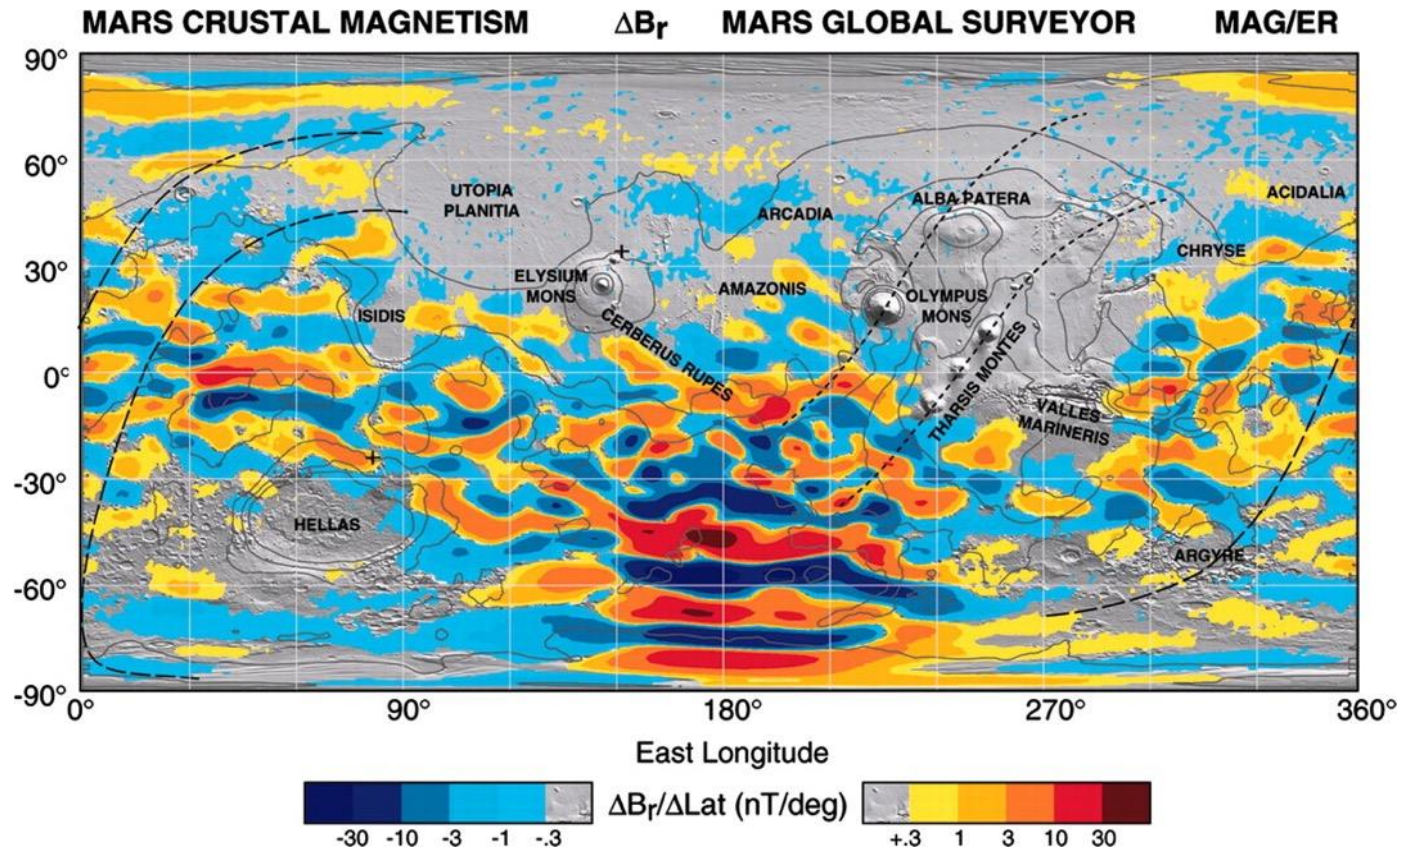 MARS CRUSTAL MAGNETISM ΔBr MARS GLOBAL SURVEYOR MAG/ER
90°
60°
30°
0°
-30°
-60°
-90°
UTOPIA
PLANITIA
ARCADIA
ALBA PATERA
ACIDALIA
CHRYSE
ELYSIUM
MONS
AMAZONIS
OLYMPUS
MONS
ISIDIS
CERBERUS RUPES
THARSIS MONTES
VALLES
MARINERIS
HELLAS
ARGYRE
0° 90° 180° 270° 360°
East Longitude
ΔBr/ΔLat (nT/deg)
-30 -10 -3 -1 -.3
+.3 1 3 10 30